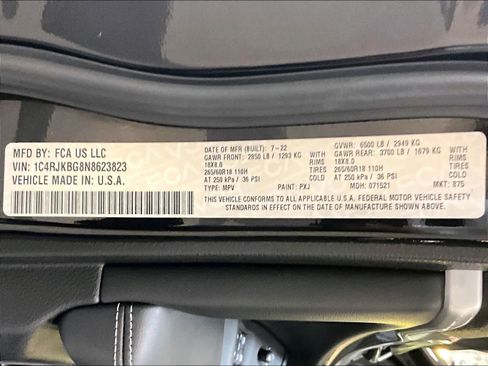 MFD BY: FCA US LLC
VIN: 1C4RJKBG8N8623823
VEHICLE MADE IN: U.S.A.
DATE OF MFR (BUILT): 7-22
GAWR FRONT: 2850 LB / 1293 KG
18X8.0
265/60R18 110H
AT 250 kPa / 36 PSI
RIMS
TIRES
COLD
GVWR: 6500 LB / 2949 KG
GAWR REAR: 3700 LB / 1679 KG
18X8.0
265/60R18 110H
AT 250 kPa / 36 PSI
RIMS
TIRES
COLD
TYPE: MPV
PAINT: PXJ
MDH: 071521
MKT: 875
THIS VEHICLE CONFORMS TO ALL APPLICABLE U.S.A. FEDERAL MOTOR VEHICLE
SAFETY STANDARDS IN EFFECT ON THE DATE OF MANUFACTURE SHOWN ABOVE.